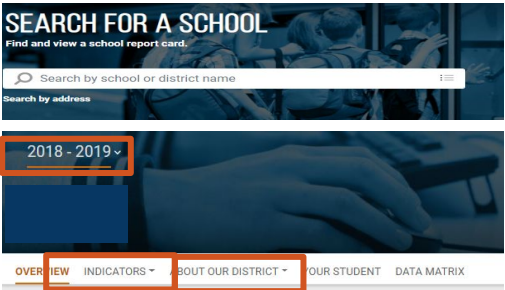 SEARCH FOR A SCHOOL
Find and view a school report card.
Search by school or district name
Search by address
2018 - 2019
OVERVIEW INDICATORS ABOUT OUR DISTRICT YOUR STUDENT DATA MATRIX